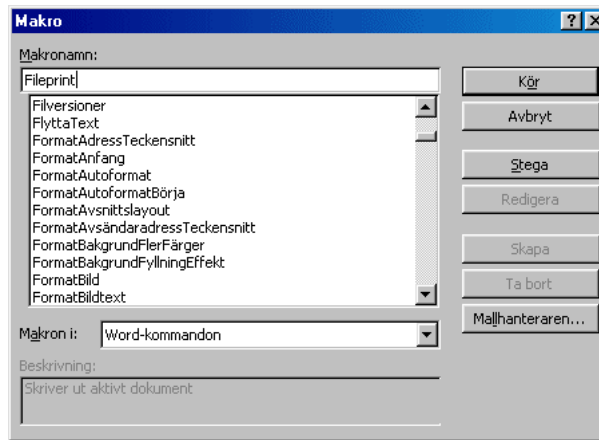 Makro
Makronamn:
Fileprint
Filversioner
FlyttaText
FormatAdressTeckensnitt
FormatAnfang
FormatAutoformat
FormatAutoformatBörja
FormatAvsnittslayout
FormatAvsändaradressTeckensnitt
FormatBakgrundFlerFärger
FormatBakgrundFyllningEffekt
FormatBild
FormatBildtext
Kör
Avbryt
Stega
Redigera
Skapa
Ta bort
Mallhanteraren...
Makron i:
Word-kommandon
Beskrivning:
Skriver ut aktivt dokument